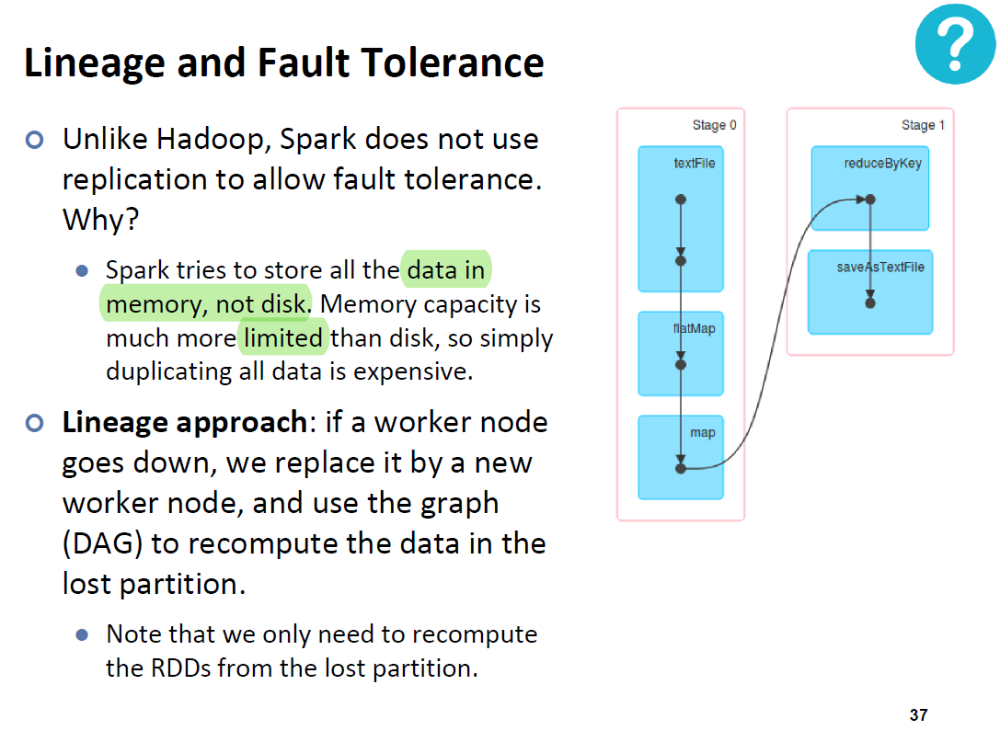 Lineage and Fault Tolerance
?
Unlike Hadoop, Spark does not use
replication to allow fault tolerance.
Why?
Spark tries to store all the data in
memory, not disk. Memory capacity is
much more limited than disk, so simply
duplicating all data is expensive.
Lineage approach: if a worker node
goes down, we replace it by a new
worker node, and use the graph
(DAG) to recompute the data in the
lost partition.
Note that we only need to recompute
the RDDs from the lost partition.
Stage 0
textFile
flatMap
map
Stage 1
reduceByKey
saveAsTextFile
37